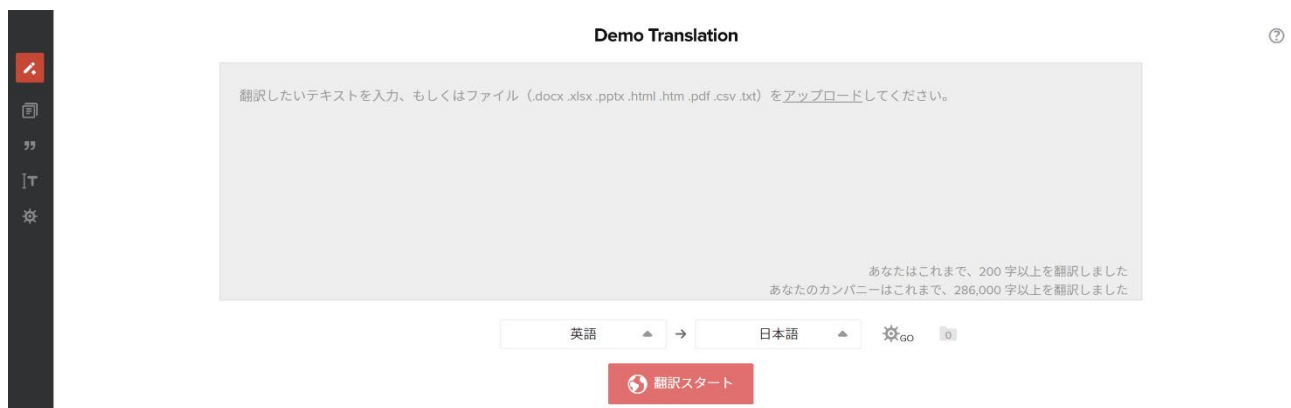 Demo Translation
翻訳したいテキストを入力、もしくはファイル（.docx .xlsx .pptx .html .htm .pdf .csv .txt）をアップロードしてください。
あなたはこれまで、200 字以上を翻訳しました
あなたのカンパニーはこれまで、286,000 字以上を翻訳しました
英語 → 日本語 GO 0
翻訳スタート